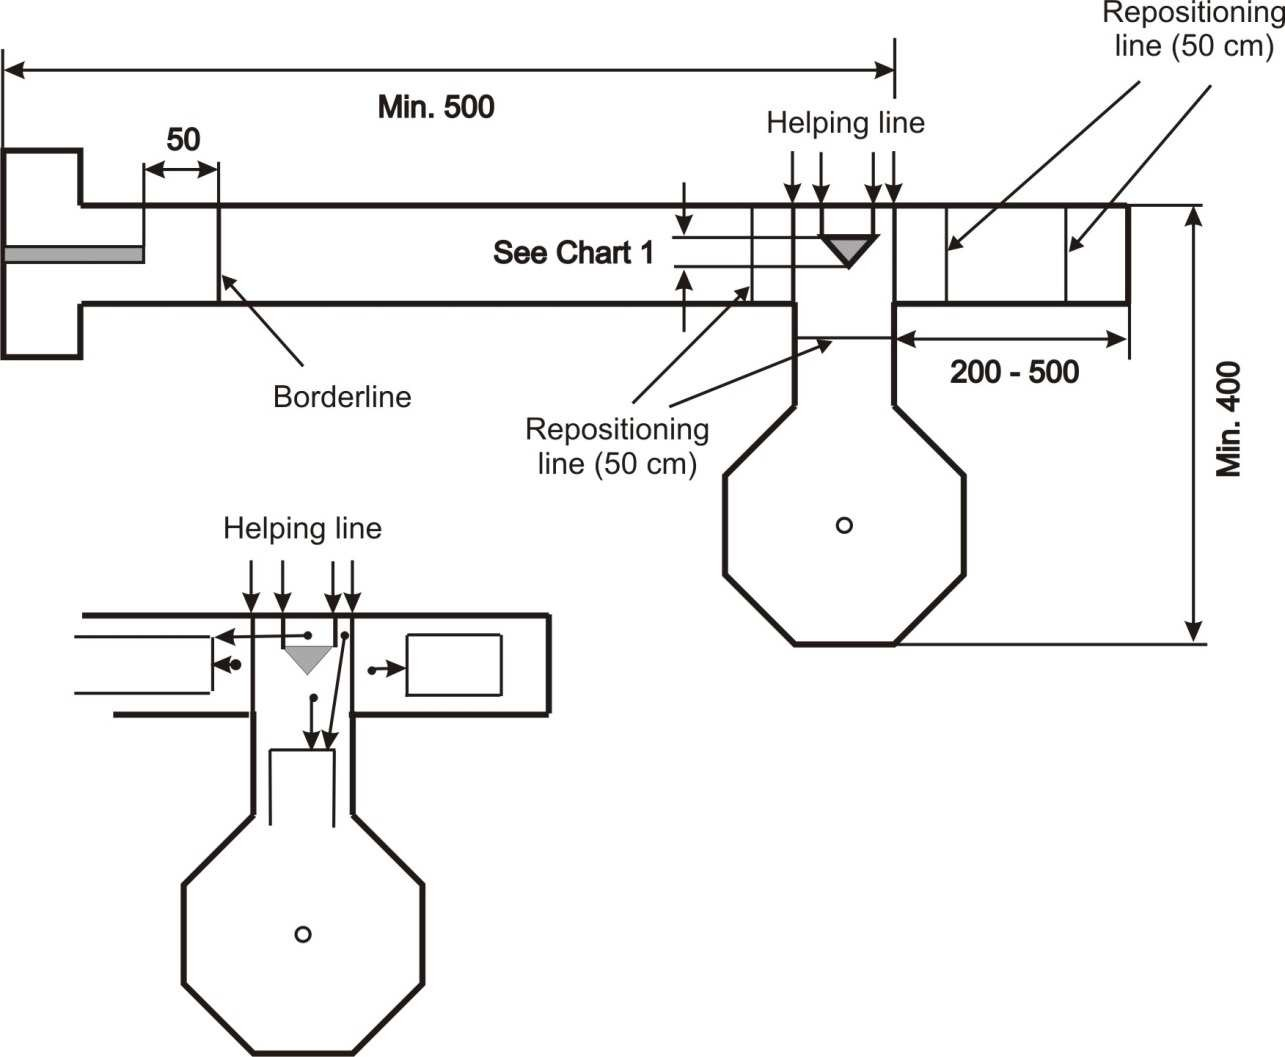 Repositioning
line (50 cm)
Min. 500
Helping line
50
See Chart 1
200 - 500
Min. 400
Borderline
Repositioning
line (50 cm)
Helping line